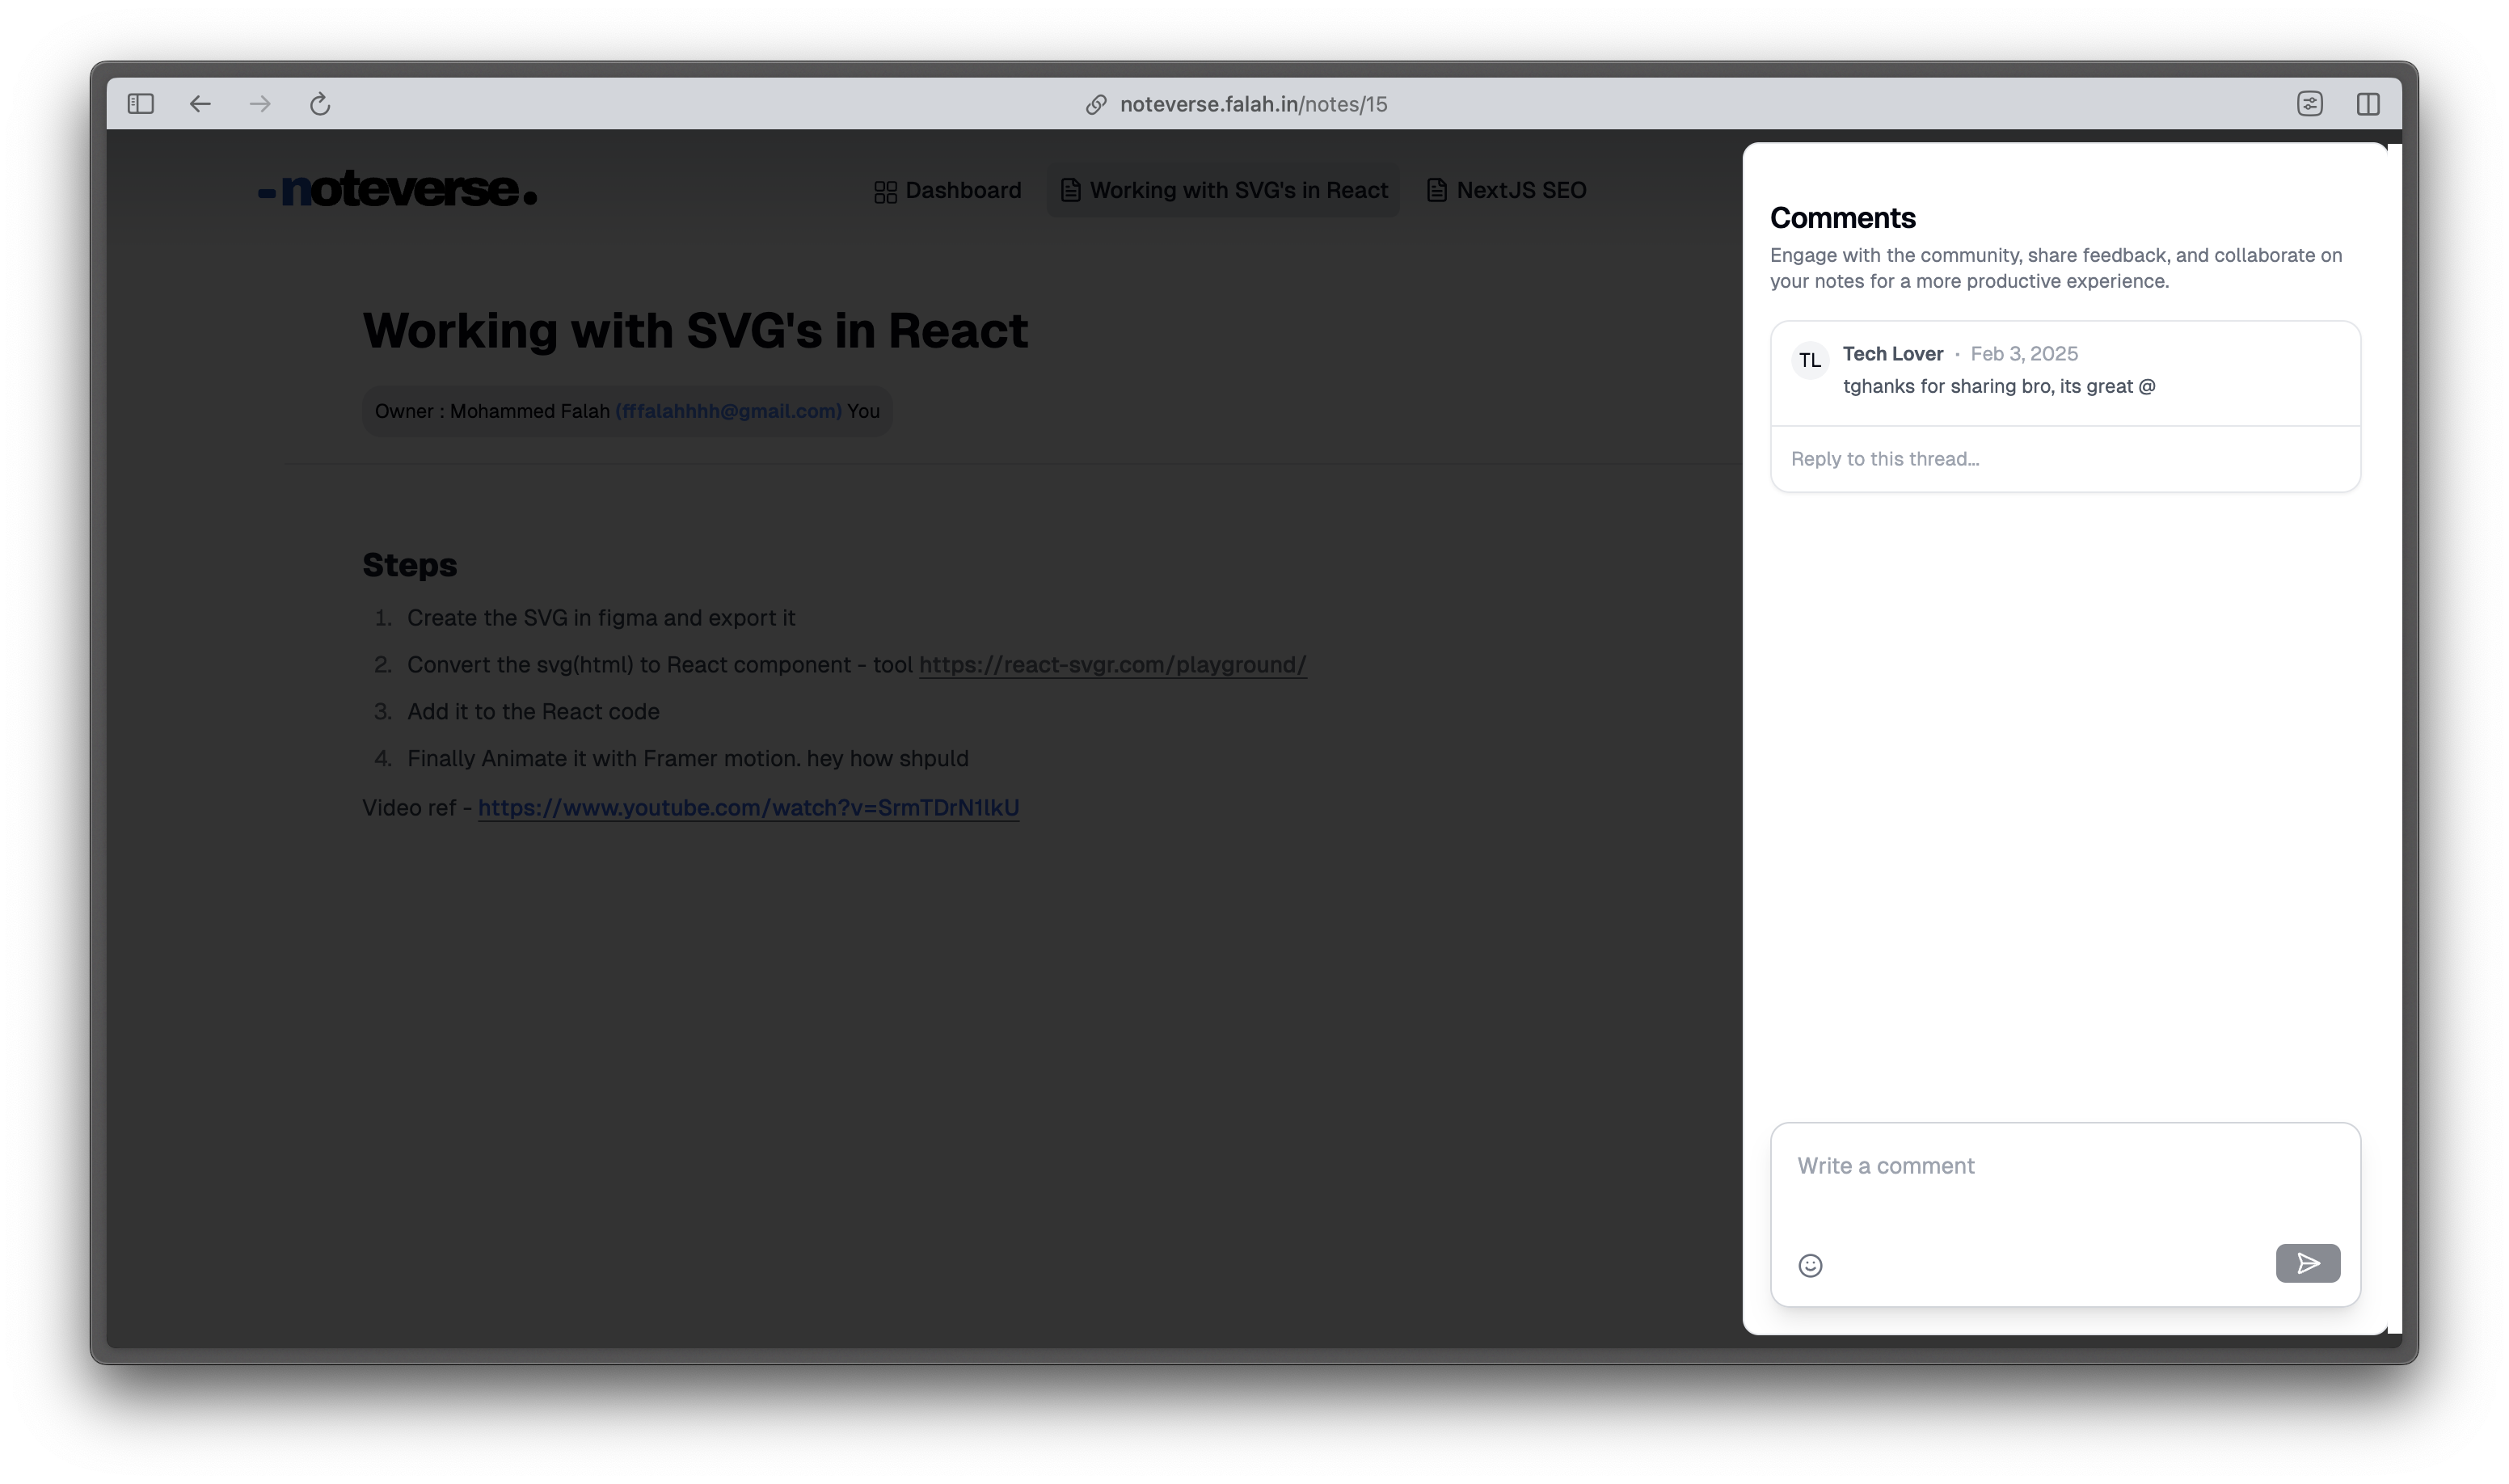 noteverse.falah.in/notes/15
-noteverse.
Dashboard
Working with SVG's in React
NextJS SEO
Working with SVG's in React
Owner : Mohammed Falah (fffalahhhh@gmail.com) You
Steps
1. Create the SVG in figma and export it
2. Convert the svg(html) to React component - tool https://react-svgr.com/playground/
3. Add it to the React code
4. Finally Animate it with Framer motion. hey how shpuld
Video ref - https://www.youtube.com/watch?v=SrmTDrN1lkU
Comments
Engage with the community, share feedback, and collaborate on
your notes for a more productive experience.
TL
Tech Lover · Feb 3, 2025
tghanks for sharing bro, its great @
Reply to this thread…
Write a comment